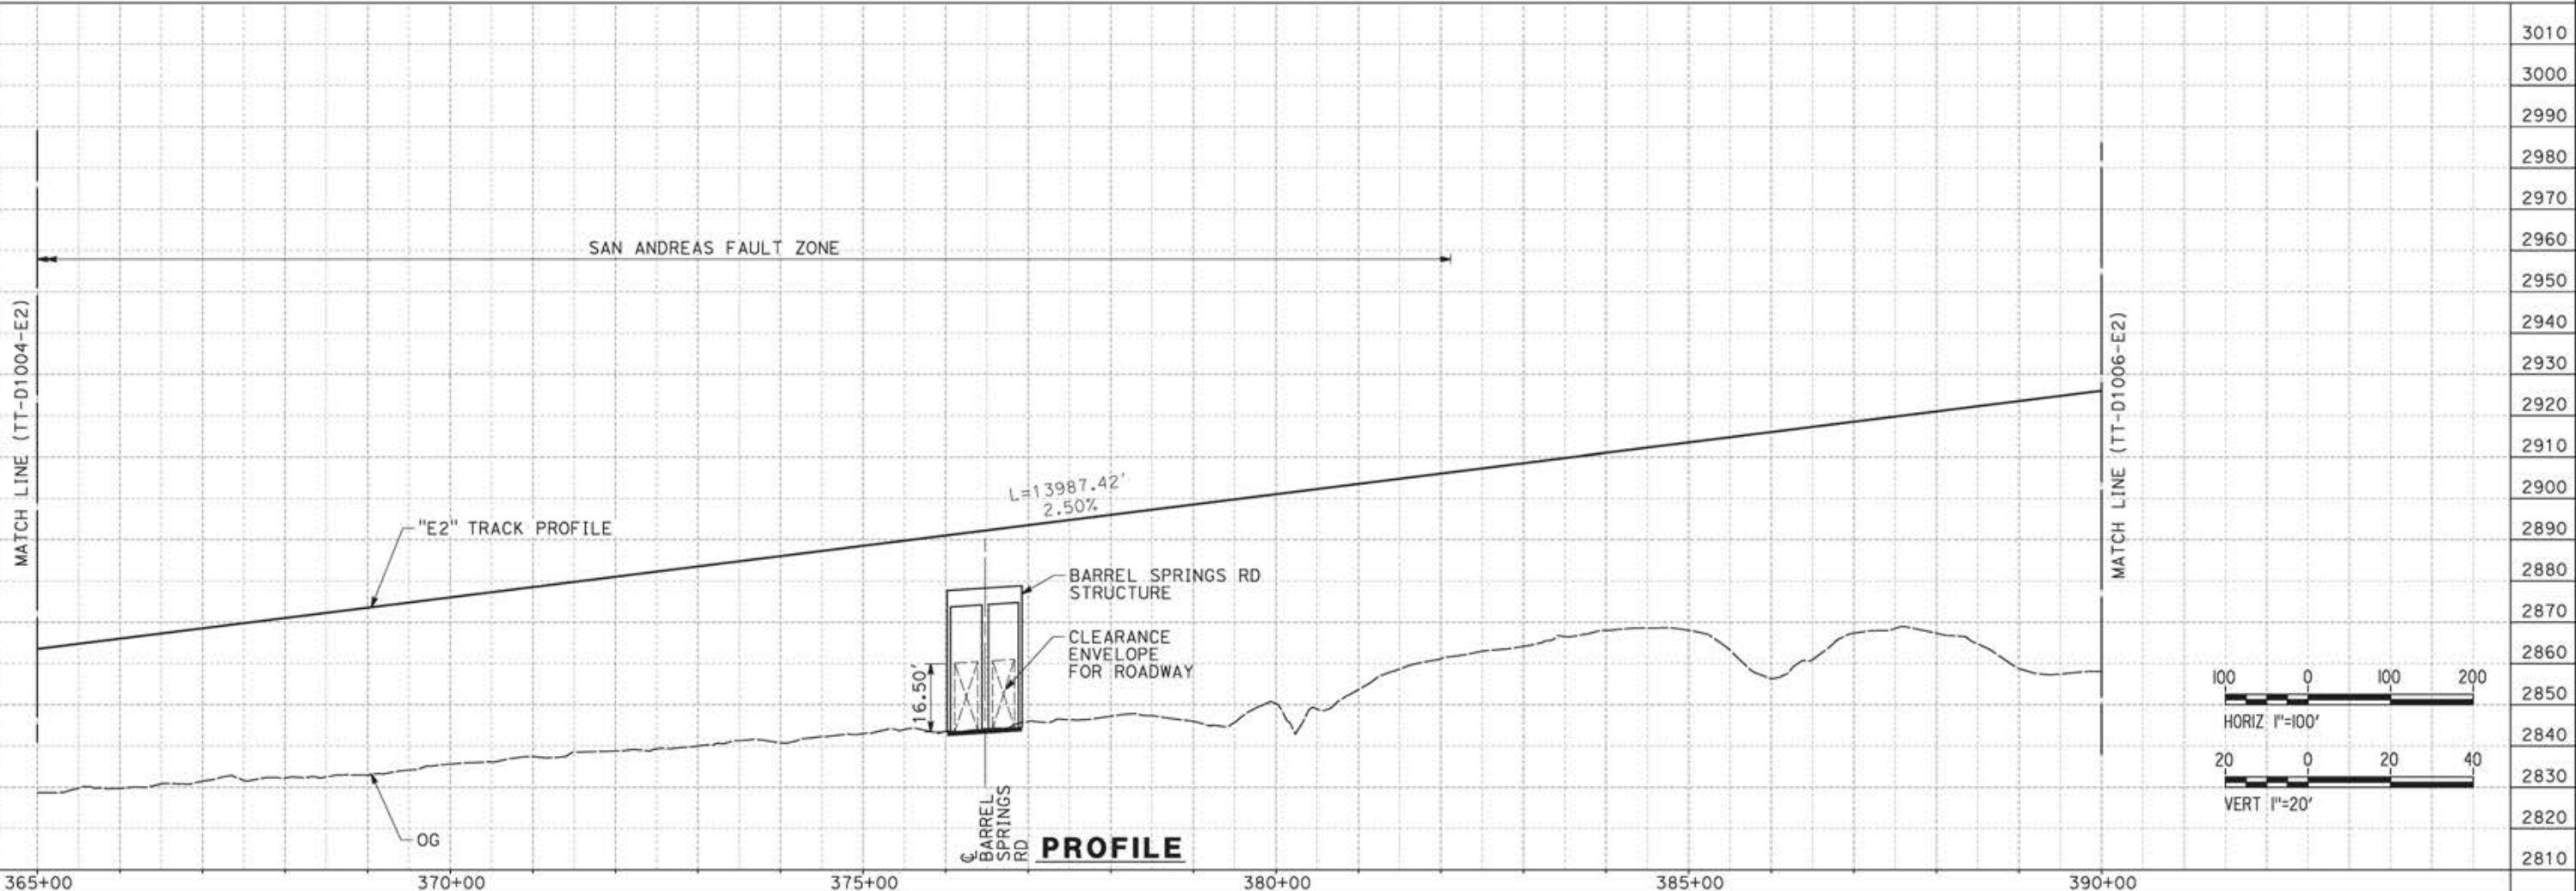 3010
3000
2990
2980
2970
2960
2950
2940
2930
2920
2910
2900
2890
2880
2870
2860
2850
2840
2830
2820
2810
SAN ANDREAS FAULT ZONE
MATCH LINE (TT-D1004-E2)
MATCH LINE (TT-D1006-E2)
L=13987.42'
2.50%
"E2" TRACK PROFILE
BARREL SPRINGS RD
STRUCTURE
CLEARANCE
ENVELOPE
FOR ROADWAY
16.50'
OG
℄
BARREL
SPRINGS
RD
PROFILE
100 0 100 200
HORIZ 1"=100'
20 0 20 40
VERT 1"=20'
365+00 370+00 375+00 380+00 385+00 390+00